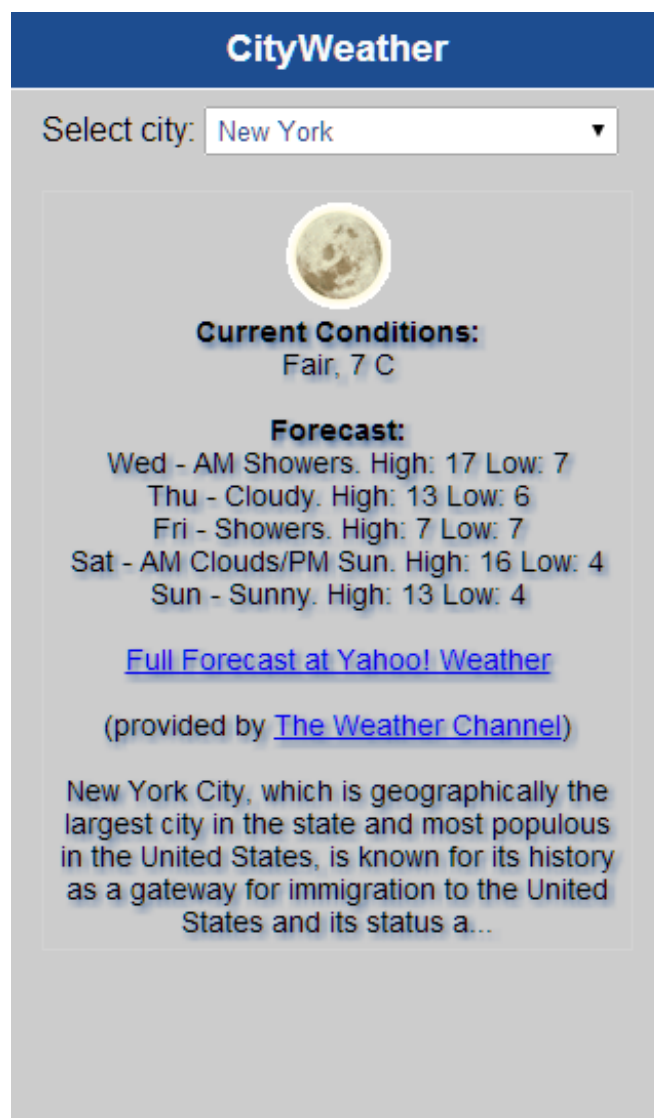 CityWeather
Select city: New York
Current Conditions:
Fair, 7 C
Forecast:
Wed - AM Showers. High: 17 Low: 7
Thu - Cloudy. High: 13 Low: 6
Fri - Showers. High: 7 Low: 7
Sat - AM Clouds/PM Sun. High: 16 Low: 4
Sun - Sunny. High: 13 Low: 4
Full Forecast at Yahoo! Weather
(provided by The Weather Channel)
New York City, which is geographically the
largest city in the state and most populous
in the United States, is known for its history
as a gateway for immigration to the United
States and its status a...